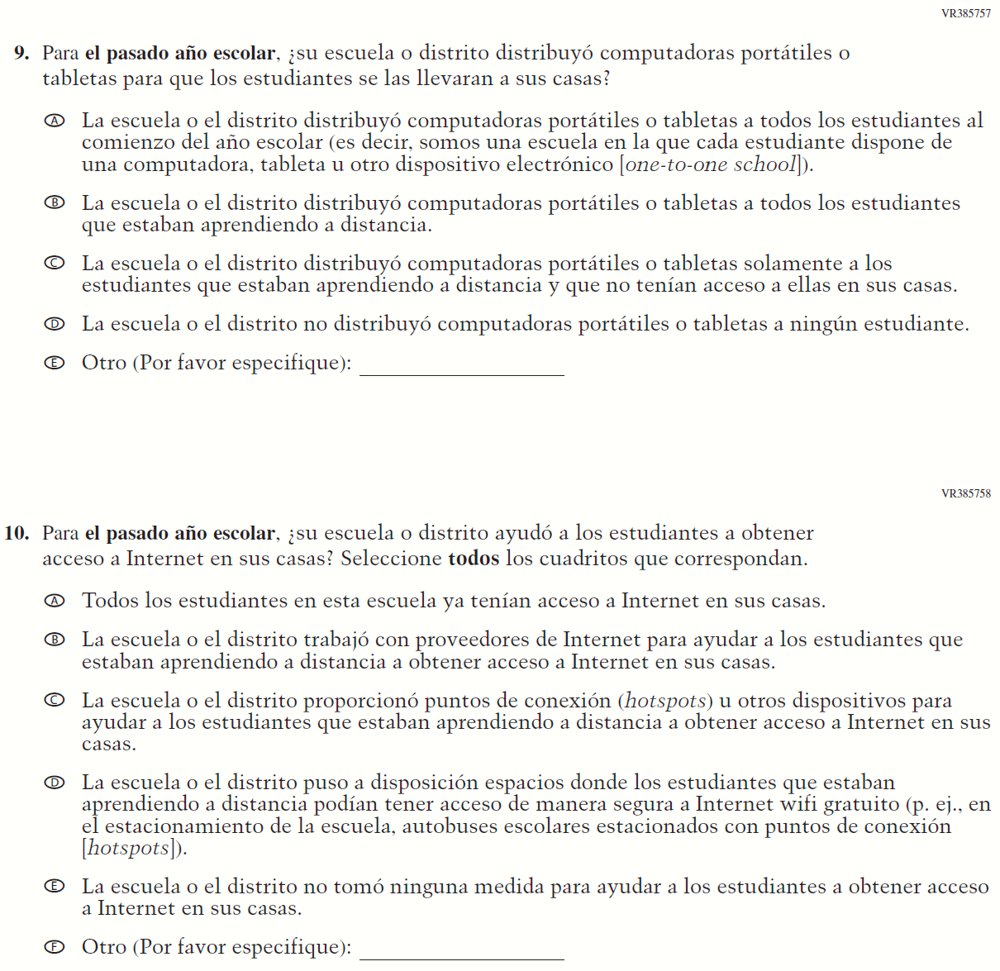 VR385757
9. Para el pasado año escolar, ¿su escuela o distrito distribuyó computadoras portátiles o
tabletas para que los estudiantes se las llevaran a sus casas?
A La escuela o el distrito distribuyó computadoras portátiles o tabletas a todos los estudiantes al
comienzo del año escolar (es decir, somos una escuela en la que cada estudiante dispone de
una computadora, tableta u otro dispositivo electrónico [one-to-one school]).
B La escuela o el distrito distribuyó computadoras portátiles o tabletas a todos los estudiantes
que estaban aprendiendo a distancia.
C La escuela o el distrito distribuyó computadoras portátiles o tabletas solamente a los
estudiantes que estaban aprendiendo a distancia y que no tenían acceso a ellas en sus casas.
D La escuela o el distrito no distribuyó computadoras portátiles o tabletas a ningún estudiante.
E Otro (Por favor especifique):
VR385758
10. Para el pasado año escolar, ¿su escuela o distrito ayudó a los estudiantes a obtener
acceso a Internet en sus casas? Seleccione todos los cuadritos que correspondan.
A Todos los estudiantes en esta escuela ya tenían acceso a Internet en sus casas.
B La escuela o el distrito trabajó con proveedores de Internet para ayudar a los estudiantes que
estaban aprendiendo a distancia a obtener acceso a Internet en sus casas.
C La escuela o el distrito proporcionó puntos de conexión (hotspots) u otros dispositivos para
ayudar a los estudiantes que estaban aprendiendo a distancia a obtener acceso a Internet en sus
casas.
D La escuela o el distrito puso a disposición espacios donde los estudiantes que estaban
aprendiendo a distancia podían tener acceso de manera segura a Internet wifi gratuito (p. ej., en
el estacionamiento de la escuela, autobuses escolares estacionados con puntos de conexión
[hotspots]).
E La escuela o el distrito no tomó ninguna medida para ayudar a los estudiantes a obtener acceso
a Internet en sus casas.
F Otro (Por favor especifique):